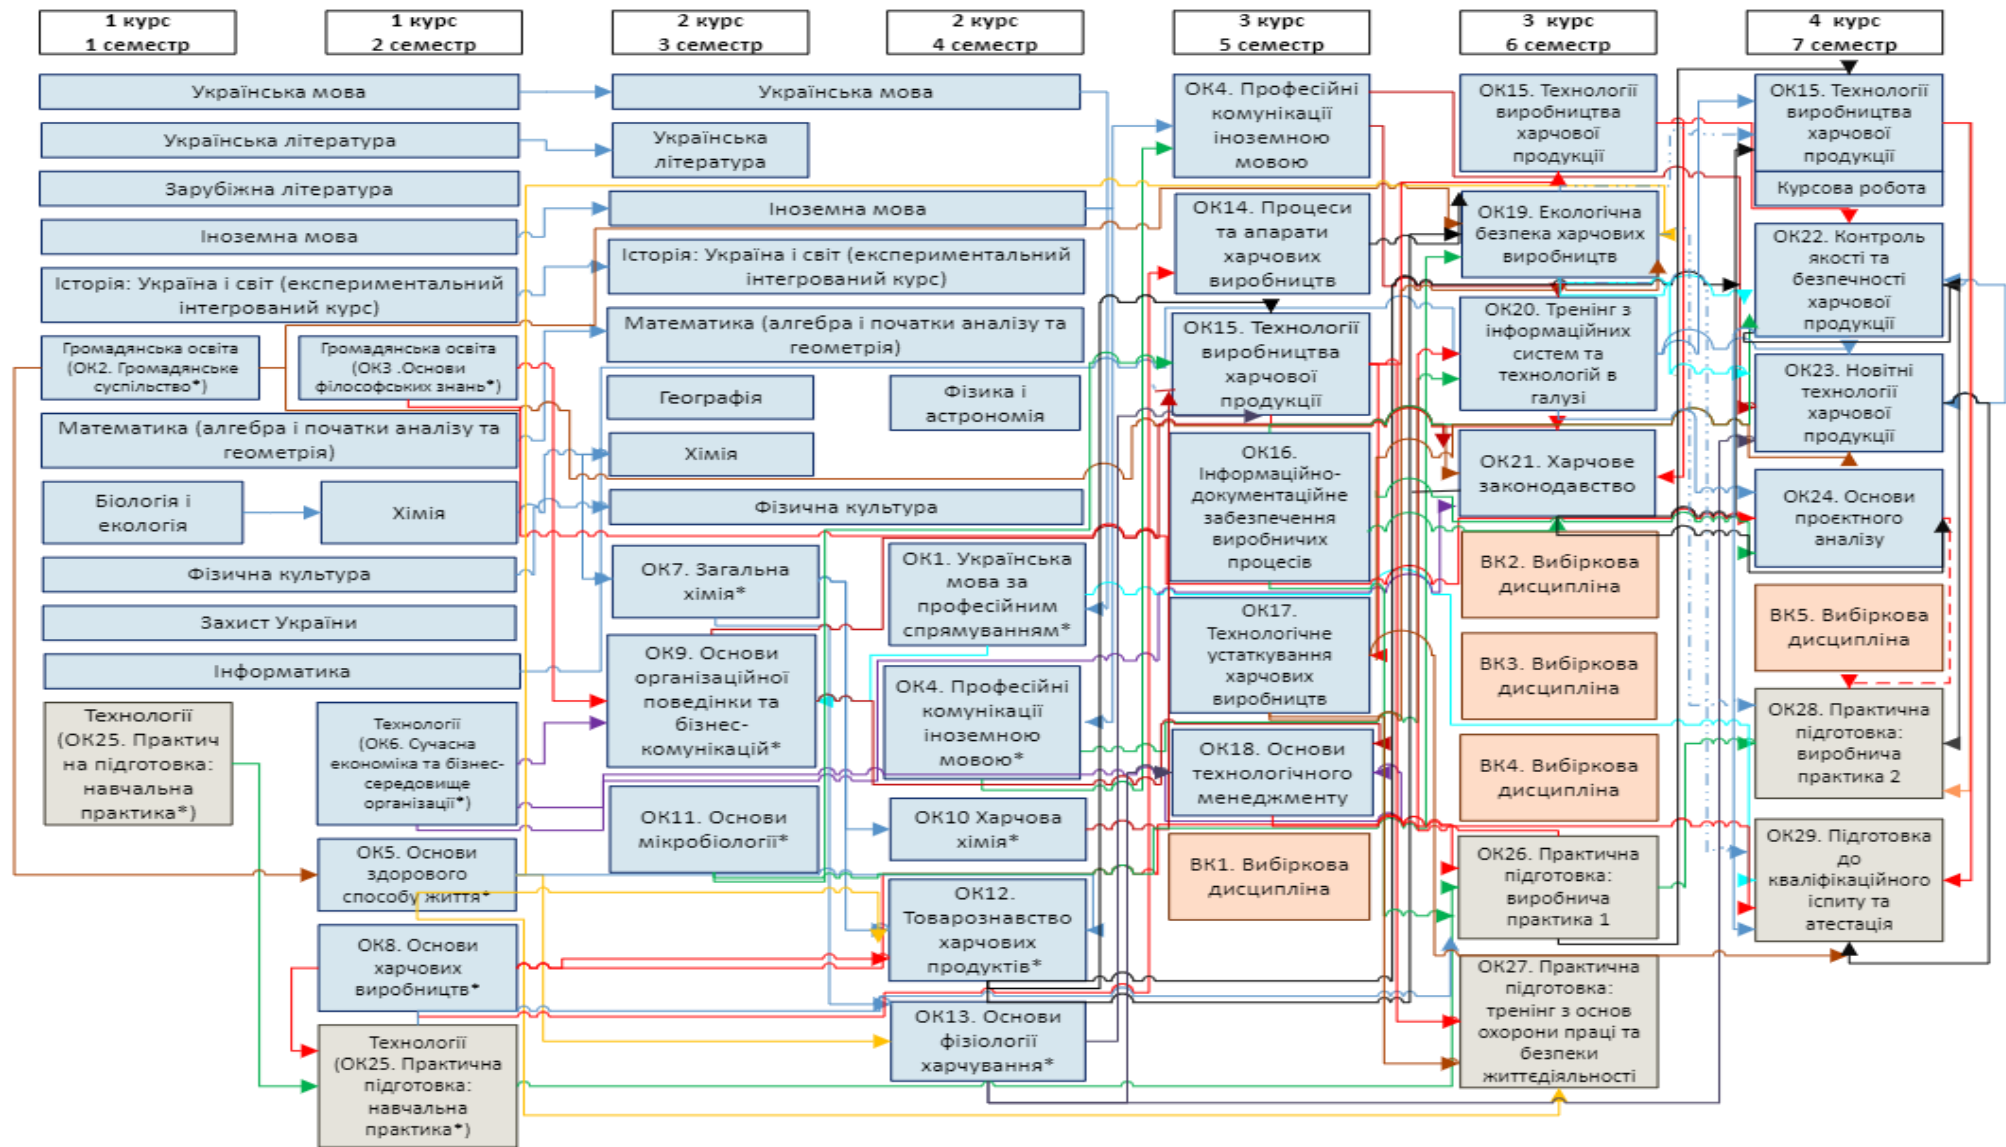 1 курс
1 семестр
1 курс
2 семестр
2 курс
3 семестр
2 курс
4 семестр
3 курс
5 семестр
3 курс
6 семестр
4 курс
7 семестр
Українська мова
Українська література
Зарубіжна література
Іноземна мова
Історія: Україна і світ (експериментальний
інтегрований курс)
Громадянська освіта
(ОК2. Громадянське
суспільство*)
Громадянська освіта
(ОК3 .Основи
філософських знань*)
Математика (алгебра і початки аналізу та
геометрія)
Біологія і
екологія
Хімія
Фізична культура
Захист України
Інформатика
Технології
(ОК25. Практич
на підготовка:
навчальна
практика*)
Технології
(ОК6. Сучасна
економіка та бізнес-
середовище
організації*)
ОК5. Основи
здорового
способу життя*
ОК8. Основи
харчових
виробництв*
Технології
(ОК25. Практична
підготовка:
навчальна
практика*)
Українська мова
Українська
література
Іноземна мова
Історія: Україна і світ (експериментальний
інтегрований курс)
Математика (алгебра і початки аналізу та
геометрія)
Географія
Фізика і
астрономія
Хімія
Фізична культура
ОК7. Загальна
хімія*
ОК9. Основи
організаційної
поведінки та
бізнес-
комунікацій*
ОК11. Основи
мікробіології*
ОК1. Українська
мова за
професійним
спрямуванням*
ОК4. Професійні
комунікації
іноземною
мовою*
ОК10 Харчова
хімія*
ОК12.
Товарознавство
харчових
продуктів*
ОК13. Основи
фізіології
харчування*
ОК4. Професійні
комунікації
іноземною
мовою
ОК14. Процеси
та апарати
харчових
виробництв
ОК15. Технології
виробництва
харчової
продукції
ОК16.
Інформаційно-
документаційне
забезпечення
виробничих
процесів
ОК17.
Технологічне
устаткування
харчових
виробництв
ОК18. Основи
технологічного
менеджменту
ВК1. Вибіркова
дисципліна
ОК15. Технології
виробництва
харчової
продукції
ОК19. Екологічна
безпека харчових
виробництв
ОК20. Тренінг з
інформаційних
систем та
технологій в
галузі
ОК21. Харчове
законодавство
ВК2. Вибіркова
дисципліна
ВК3. Вибіркова
дисципліна
ВК4. Вибіркова
дисципліна
ОК26. Практична
підготовка:
виробнича
практика 1
ОК27. Практична
підготовка:
тренінг з основ
охорони праці та
безпеки
життєдіяльності
ОК15. Технології
виробництва
харчової
продукції
Курсова робота
ОК22. Контроль
якості та
безпечності
харчової
продукції
ОК23. Новітні
технології
харчової
продукції
ОК24. Основи
проєктного
аналізу
ВК5. Вибіркова
дисципліна
ОК28. Практична
підготовка:
виробнича
практика 2
ОК29. Підготовка
до
кваліфікаційного
іспиту та
атестація